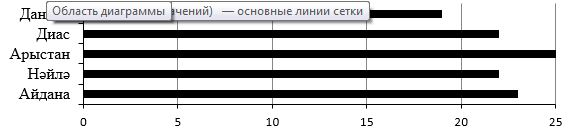 Область диаграммы
чений) — основные линии сетки
Дан
Диас
Арыстан
Нәйлә
Айдана
0 5 10 15 20 25